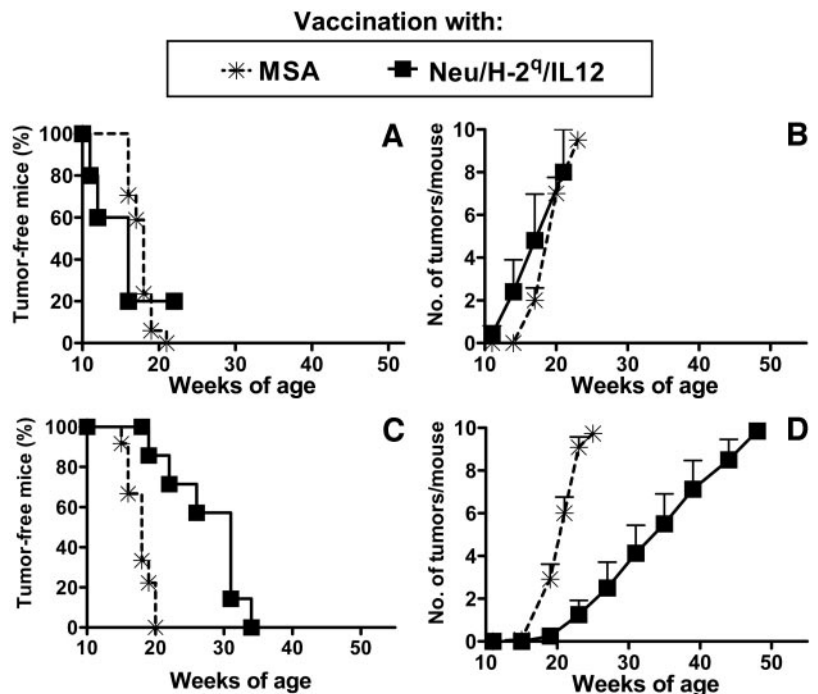 Vaccination with:
MSA Neu/H-2q/IL12
A
Tumor-free mice (%)
100
80
60
40
20
0
10 20 30 40 50
Weeks of age
B
No. of tumors/mouse
10
8
6
4
2
0
10 20 30 40 50
Weeks of age
C
Tumor-free mice (%)
100
80
60
40
20
0
10 20 30 40 50
Weeks of age
D
No. of tumors/mouse
10
8
6
4
2
0
10 20 30 40 50
Weeks of age